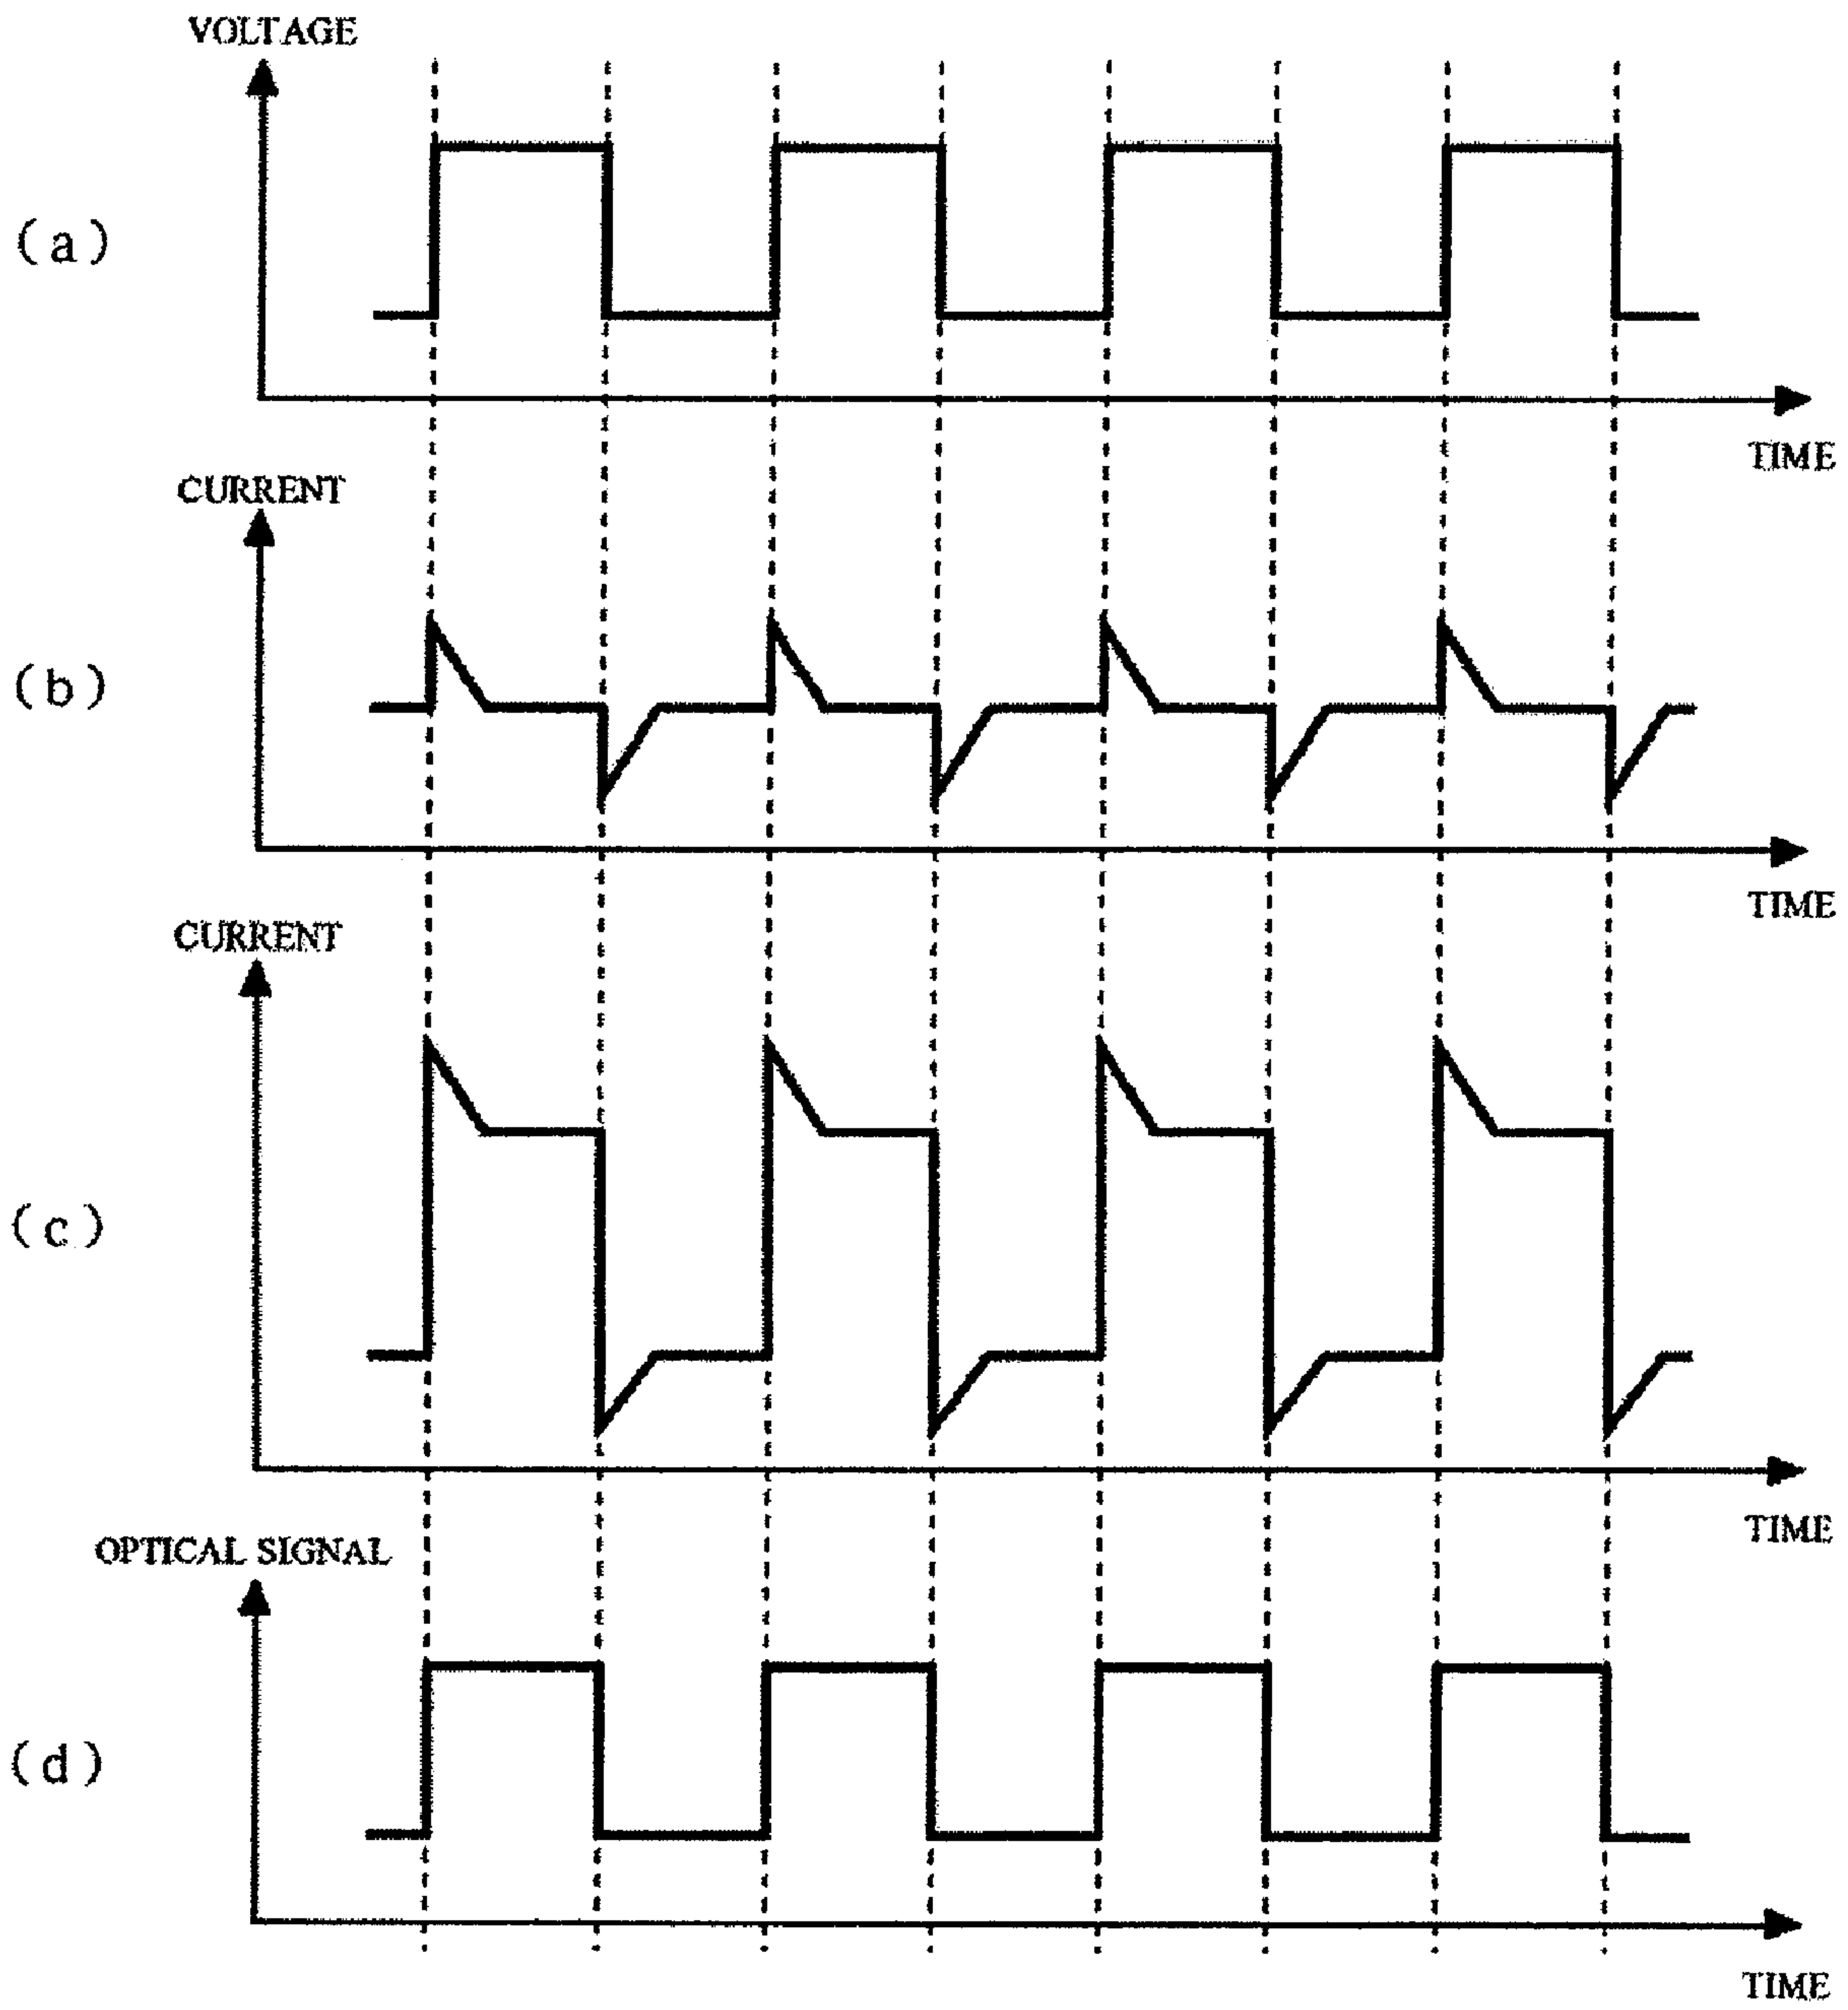 VOLTAGE
(a)
TIME
CURRENT
(b)
TIME
CURRENT
(c)
TIME
OPTICAL SIGNAL
(d)
TIME